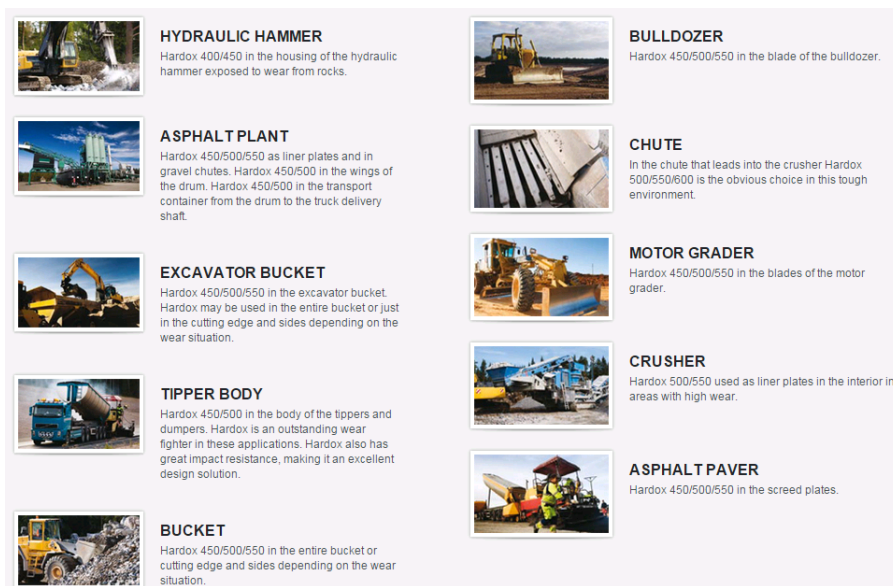 HYDRAULIC HAMMER
Hardox 400/450 in the housing of the hydraulic
hammer exposed to wear from rocks.
ASPHALT PLANT
Hardox 450/500/550 as liner plates and in
gravel chutes. Hardox 450/500 in the wings of
the drum. Hardox 450/500 in the transport
container from the drum to the truck delivery
shaft.
EXCAVATOR BUCKET
Hardox 450/500/550 in the excavator bucket.
Hardox may be used in the entire bucket or just
in the cutting edge and sides depending on the
wear situation.
TIPPER BODY
Hardox 450/500 in the body of the tippers and
dumpers. Hardox is an outstanding wear
fighter in these applications. Hardox also has
great impact resistance, making it an excellent
design solution.
BUCKET
Hardox 450/500/550 in the entire bucket or
cutting edge and sides depending on the wear
situation.
BULLDOZER
Hardox 450/500/550 in the blade of the bulldozer.
CHUTE
In the chute that leads into the crusher Hardox
500/550/600 is the obvious choice in this tough
environment.
MOTOR GRADER
Hardox 450/500/550 in the blades of the motor
grader.
CRUSHER
Hardox 500/550 used as liner plates in the interior in
areas with high wear.
ASPHALT PAVER
Hardox 450/500/550 in the screed plates.